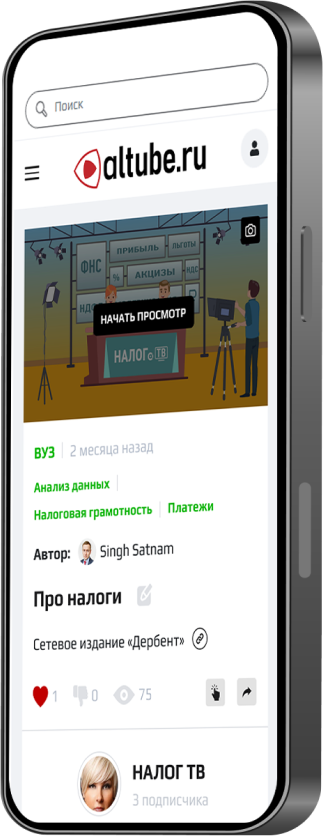 Поиск
altube.ru
ФНС
ПРИБЫЛЬ
ЛЬГОТЫ
%
АКЦИЗЫ
НДС
НАЧАТЬ ПРОСМОТР
НАЛОГ ТВ
ВУЗ
2 месяца назад
Анализ данных
Налоговая грамотность
Платежи
Автор: Singh Satnam
Про налоги
Сетевое издание «Дербент»
1 0 75
НАЛОГ ТВ
3 подписчика